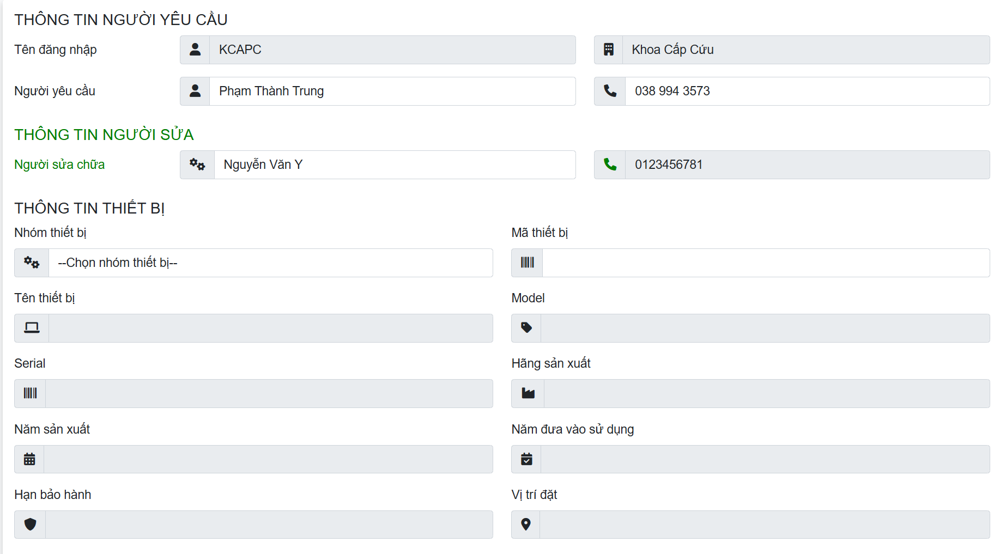 THÔNG TIN NGƯỜI YÊU CẦU
Tên đăng nhập
KCAPC
Khoa Cấp Cứu
Người yêu cầu
Phạm Thành Trung
038 994 3573
THÔNG TIN NGƯỜI SỬA
Người sửa chữa
Nguyễn Văn Y
0123456781
THÔNG TIN THIẾT BỊ
Nhóm thiết bị
Mã thiết bị
--Chọn nhóm thiết bị--
Tên thiết bị
Model
Serial
Hãng sản xuất
Năm sản xuất
Năm đưa vào sử dụng
Hạn bảo hành
Vị trí đặt